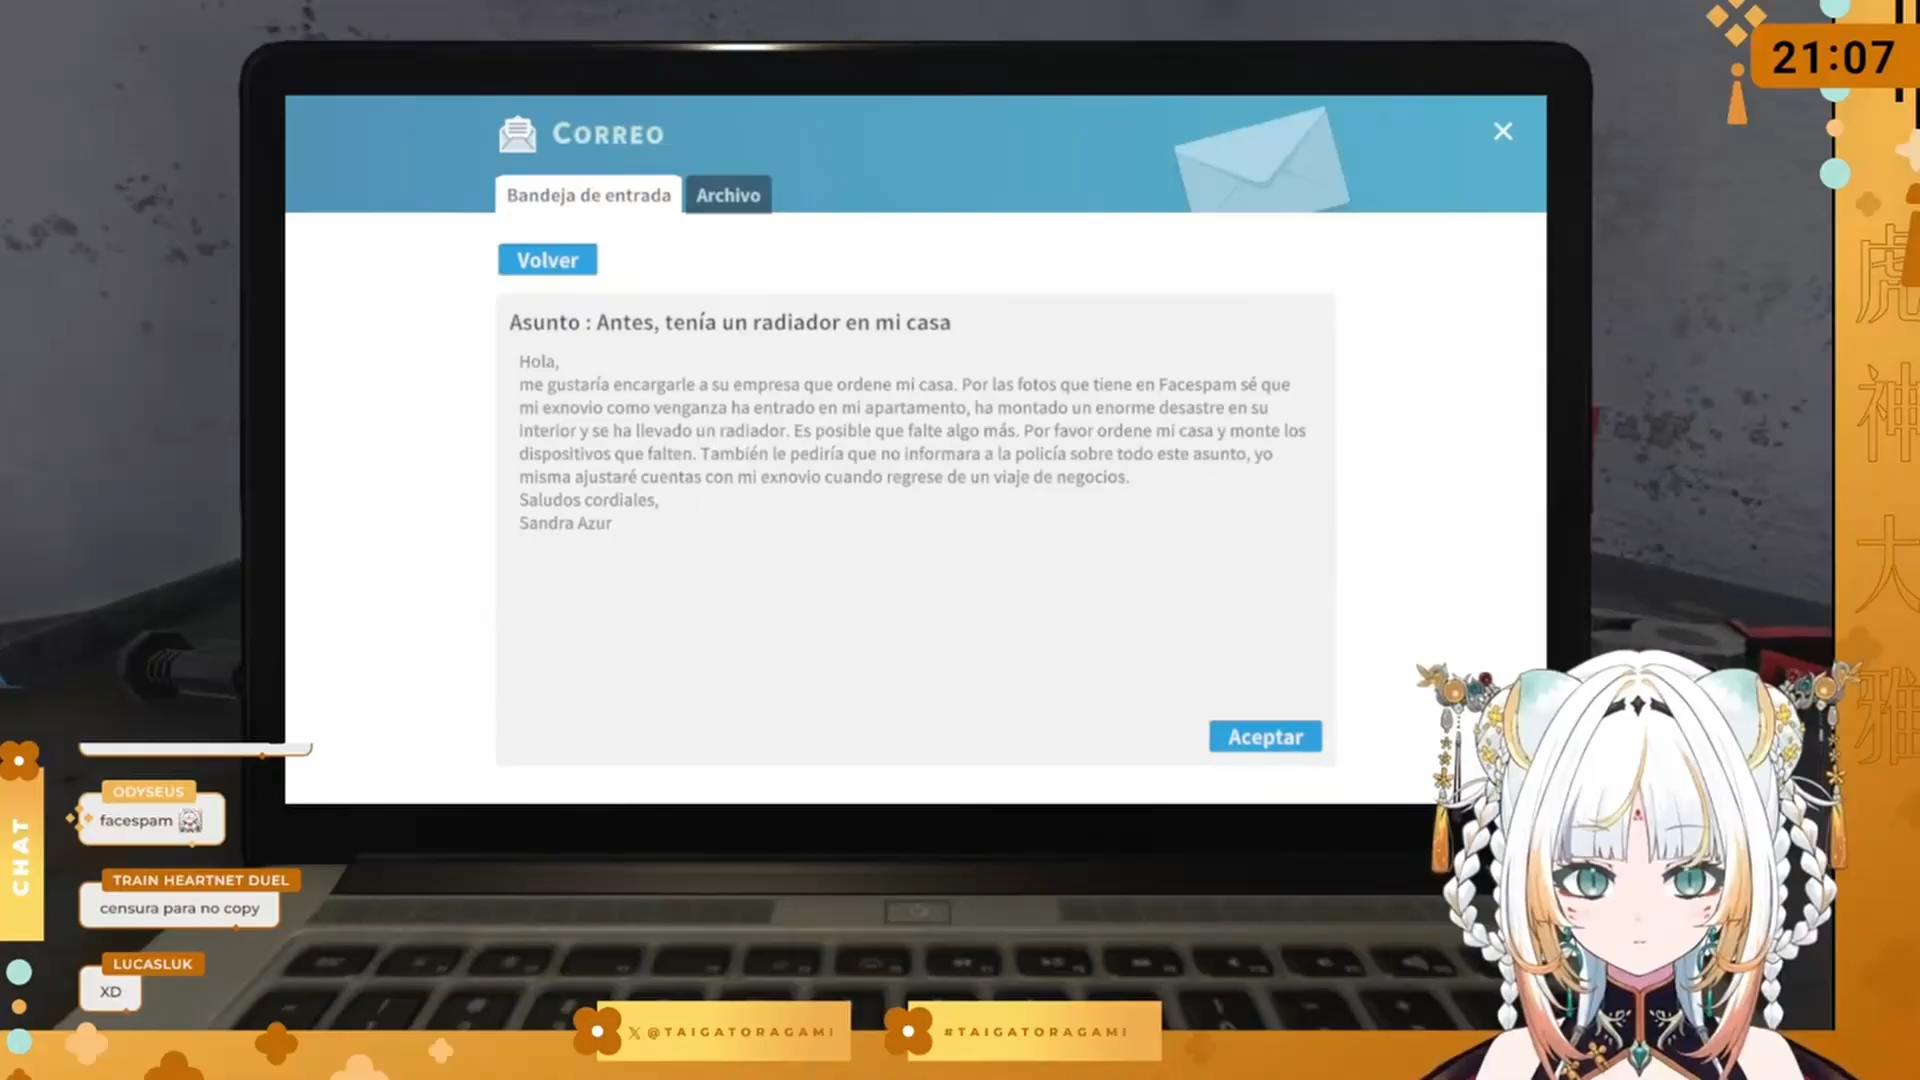 21:07
CORREO
Bandeja de entrada
Archivo
Volver
Asunto : Antes, tenía un radiador en mi casa
Hola,
me gustaría encargarle a su empresa que ordene mi casa. Por las fotos que tiene en Facespam sé que
mi exnovio como venganza ha entrado en mi apartamento, ha montado un enorme desastre en su
interior y se ha llevado un radiador. Es posible que falte algo más. Por favor ordene mi casa y monte los
dispositivos que falten. También le pediría que no informara a la policía sobre todo este asunto, yo
misma ajustaré cuentas con mi exnovio cuando regrese de un viaje de negocios.
Saludos cordiales,
Sandra Azur
Aceptar
CHAT
ODYSEUS
facespam
TRAIN HEARTNET DUEL
censura para no copy
LUCASLUK
XD
@TAIGATORAGAMI
#TAIGATORAGAMI
虎
神
大
雅